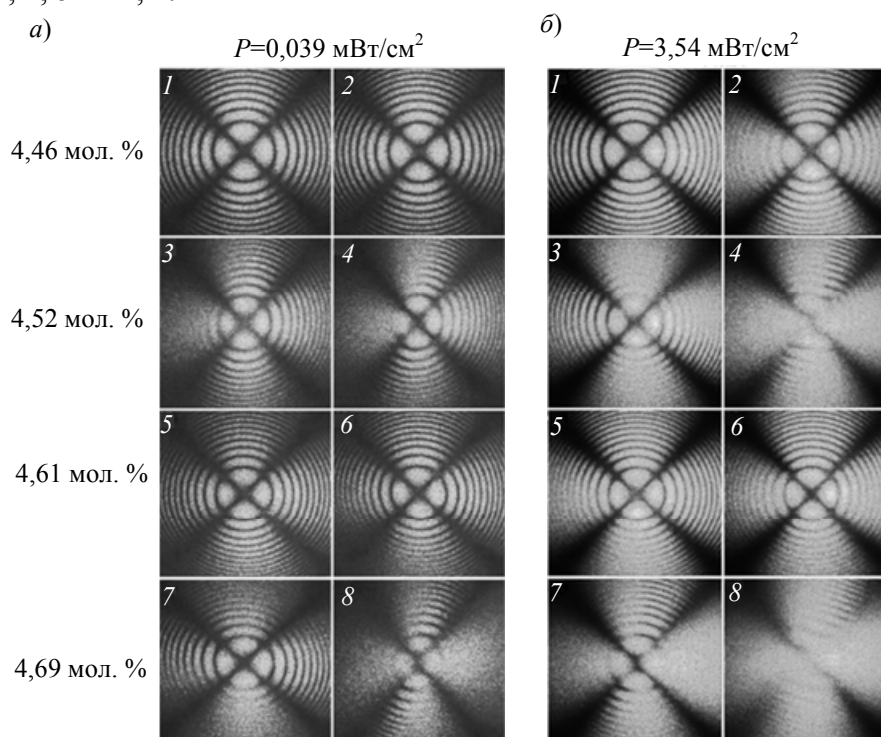 а)
б)
P=0,039 мВт/см²
P=3,54 мВт/см²
1 2 1 2
4,46 мол. %
3 4 3 4
4,52 мол. %
5 6 5 6
4,61 мол. %
7 8 7 8
4,69 мол. %